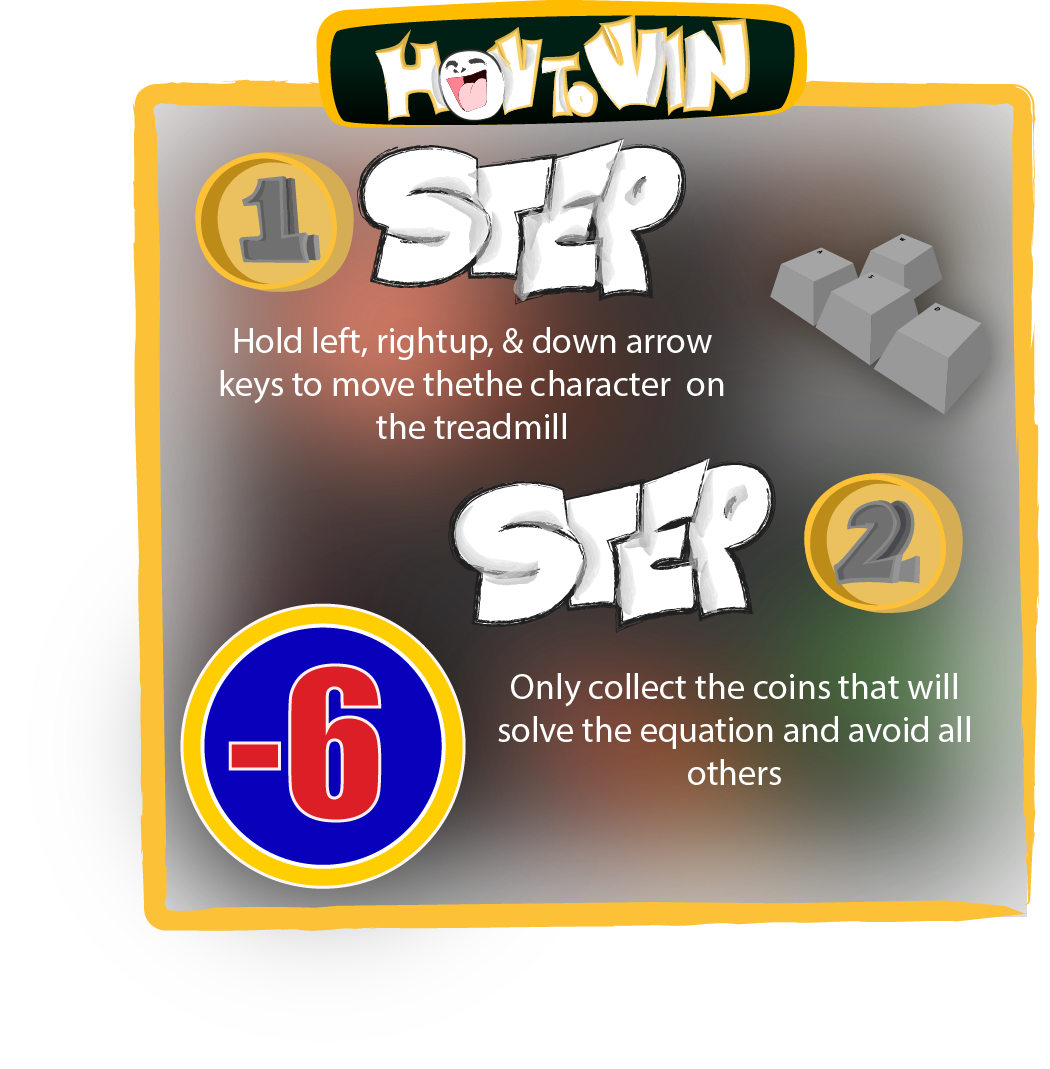 HOW TO WIN
1. STEP
Hold left, rightup, & down arrow
keys to move thethe character on
the treadmill
A
W
S
D
STEP 2.
Only collect the coins that will
solve the equation and avoid all
others
-6